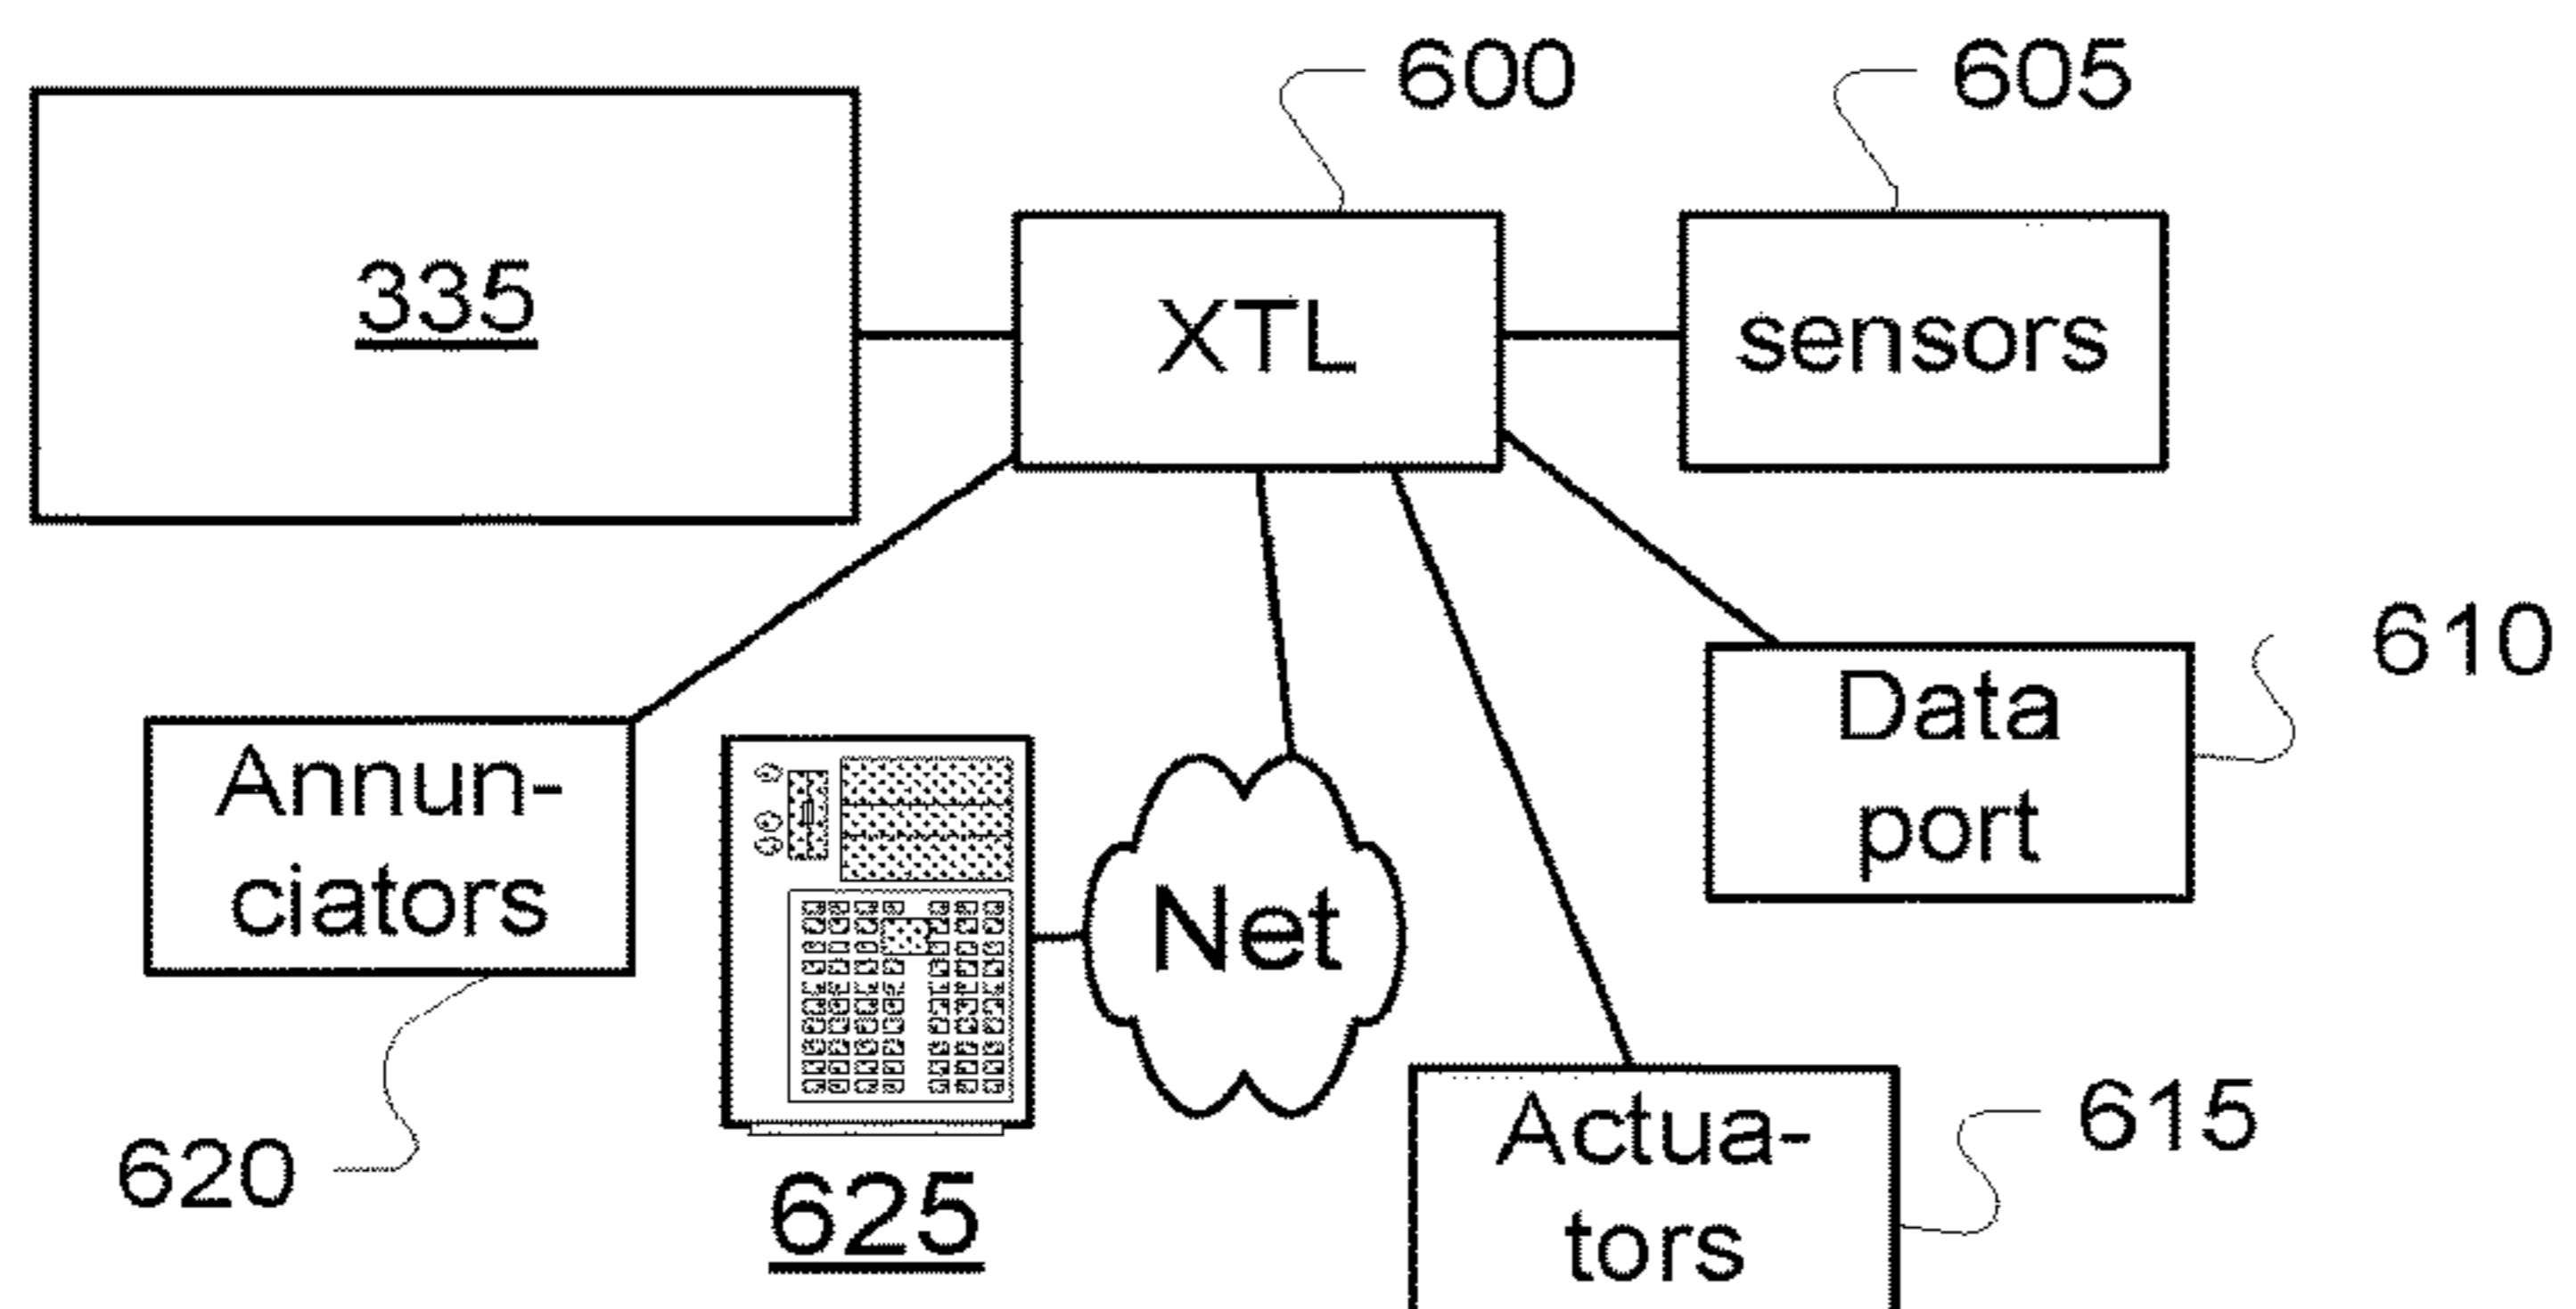 600
605
335
XTL
sensors
610
Data
port
Annun-
ciators
Net
620
625
Actua-
tors
615